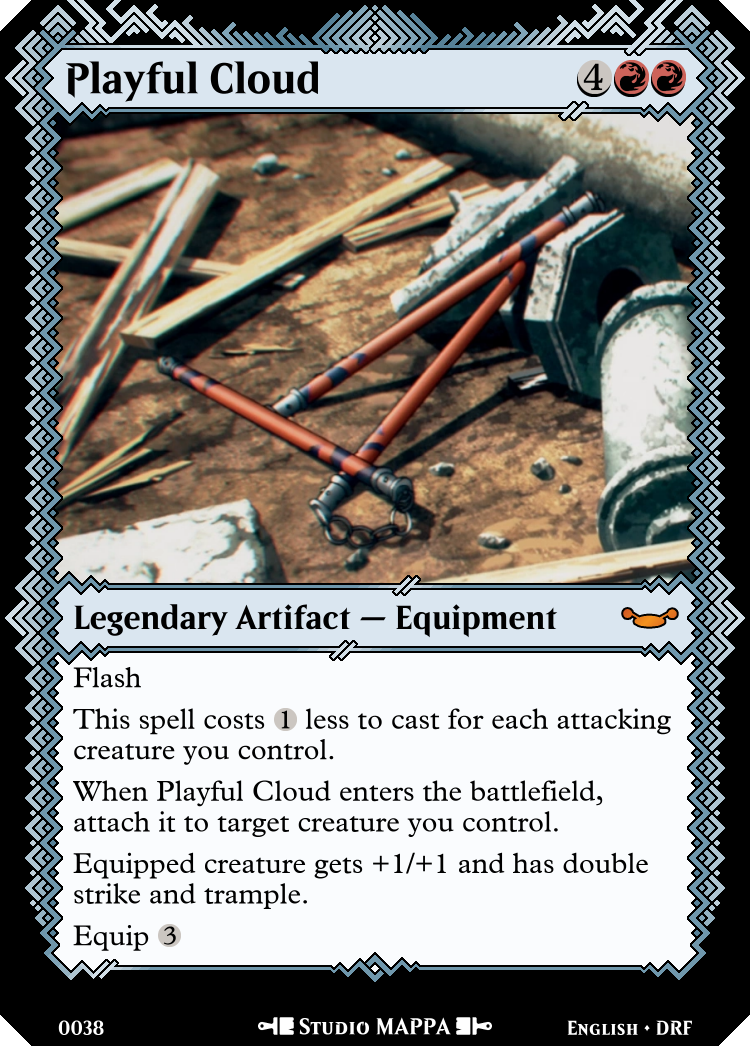 Playful Cloud 4
Legendary Artifact — Equipment
Flash
This spell costs 1 less to cast for each attacking
creature you control.
When Playful Cloud enters the battlefield,
attach it to target creature you control.
Equipped creature gets +1/+1 and has double
strike and trample.
Equip 3
0038 Studio MAPPA English • DRF